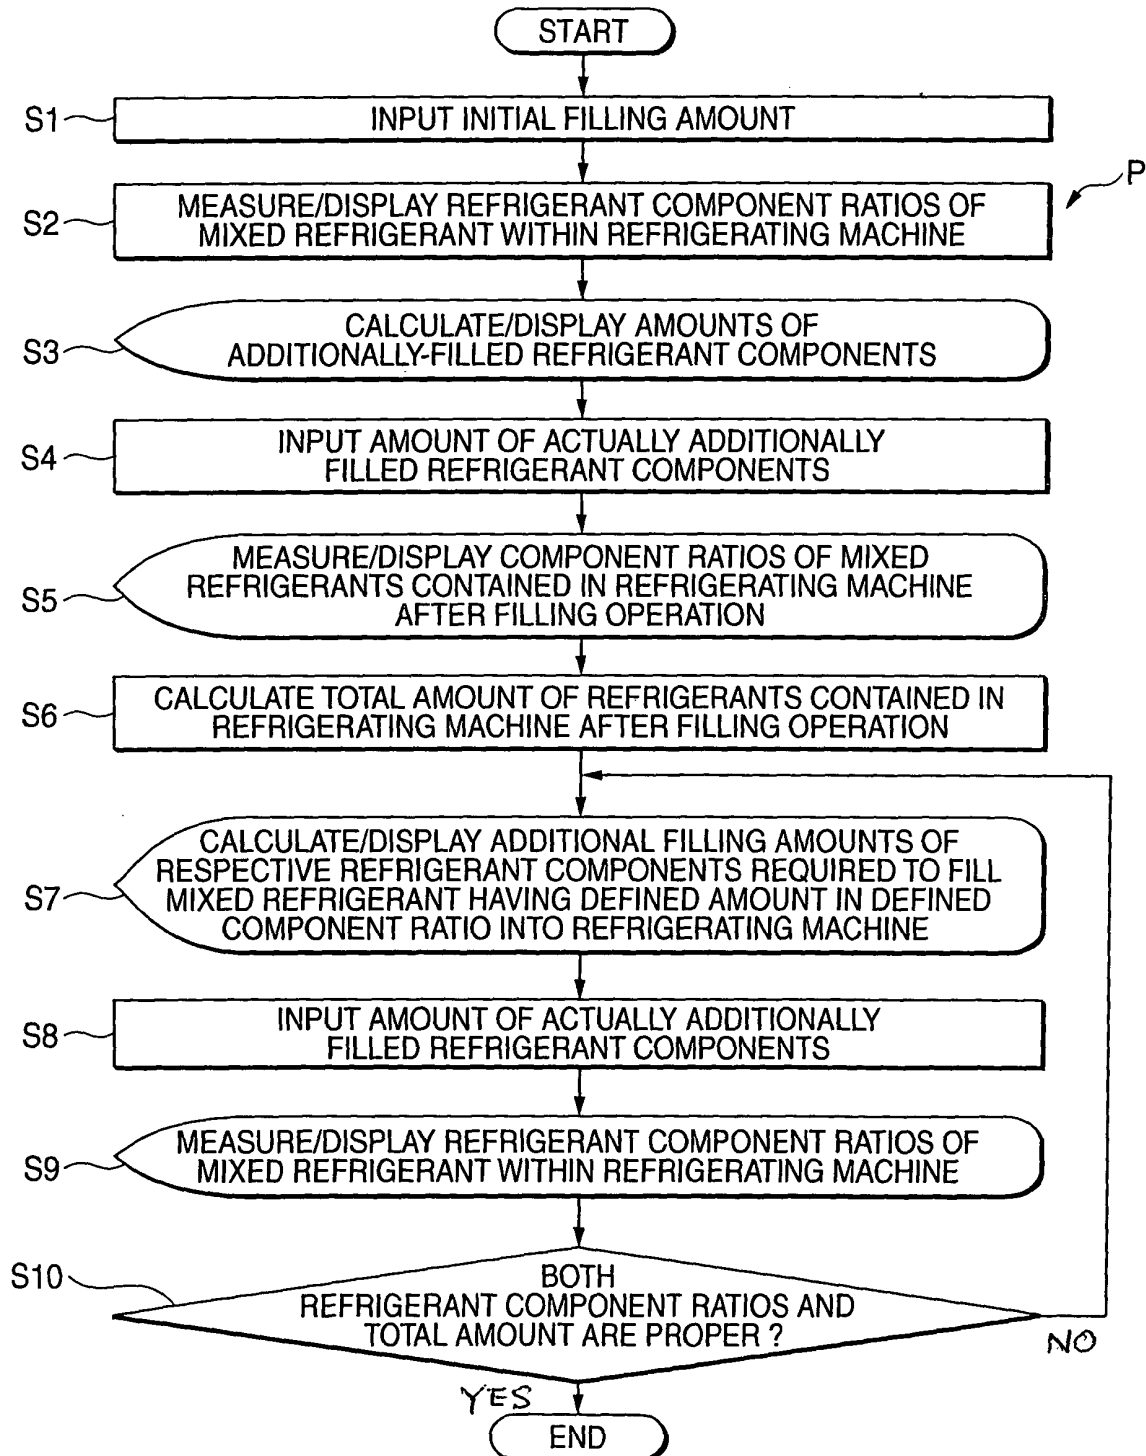 START
S1
INPUT INITIAL FILLING AMOUNT
P
S2
MEASURE/DISPLAY REFRIGERANT COMPONENT RATIOS OF
MIXED REFRIGERANT WITHIN REFRIGERATING MACHINE
S3
CALCULATE/DISPLAY AMOUNTS OF
ADDITIONALLY-FILLED REFRIGERANT COMPONENTS
S4
INPUT AMOUNT OF ACTUALLY ADDITIONALLY
FILLED REFRIGERANT COMPONENTS
S5
MEASURE/DISPLAY COMPONENT RATIOS OF MIXED
REFRIGERANTS CONTAINED IN REFRIGERATING MACHINE
AFTER FILLING OPERATION
S6
CALCULATE TOTAL AMOUNT OF REFRIGERANTS CONTAINED IN
REFRIGERATING MACHINE AFTER FILLING OPERATION
S7
CALCULATE/DISPLAY ADDITIONAL FILLING AMOUNTS OF
RESPECTIVE REFRIGERANT COMPONENTS REQUIRED TO FILL
MIXED REFRIGERANT HAVING DEFINED AMOUNT IN DEFINED
COMPONENT RATIO INTO REFRIGERATING MACHINE
S8
INPUT AMOUNT OF ACTUALLY ADDITIONALLY
FILLED REFRIGERANT COMPONENTS
S9
MEASURE/DISPLAY REFRIGERANT COMPONENT RATIOS OF
MIXED REFRIGERANT WITHIN REFRIGERATING MACHINE
S10
BOTH
REFRIGERANT COMPONENT RATIOS AND
TOTAL AMOUNT ARE PROPER ?
NO
YES
END